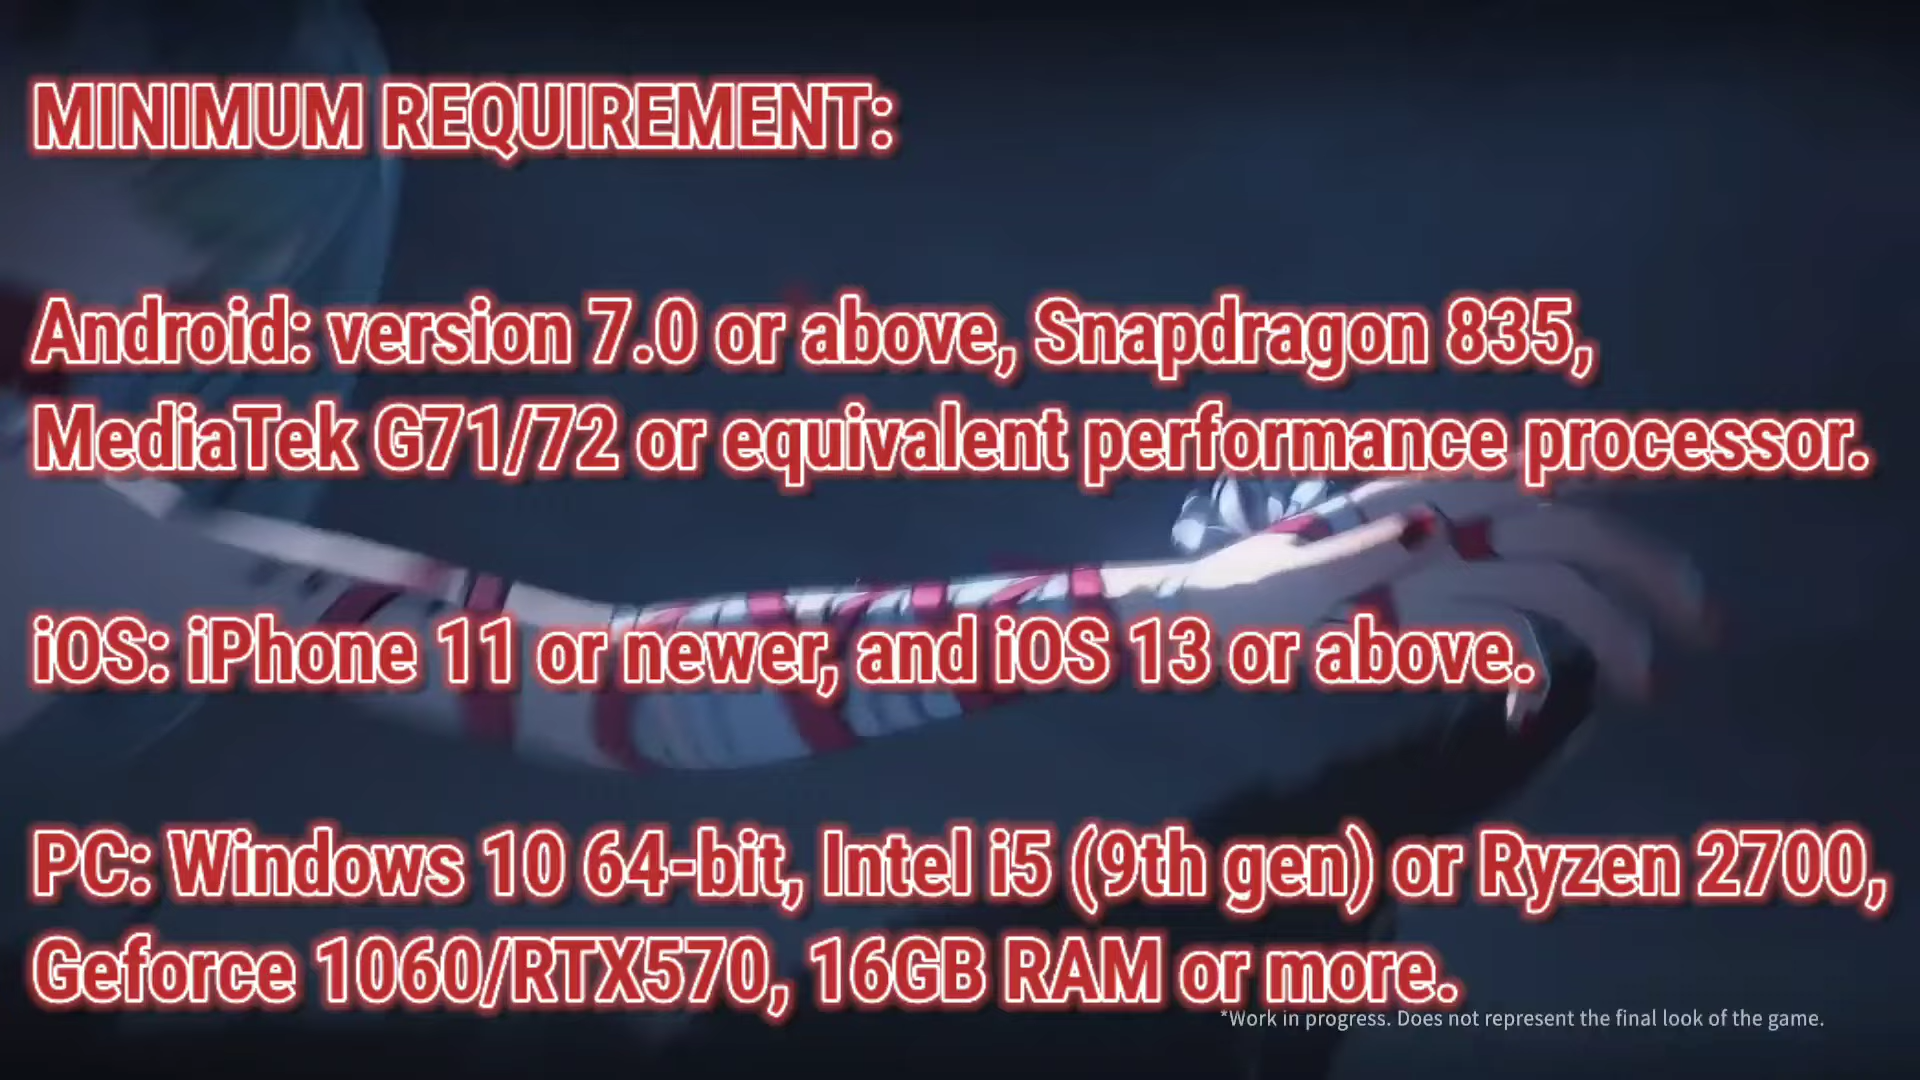 MINIMUM REQUIREMENT:
Android: version 7.0 or above, Snapdragon 835,
MediaTek G71/72 or equivalent performance processor.
iOS: iPhone 11 or newer, and iOS 13 or above.
PC: Windows 10 64-bit, Intel i5 (9th gen) or Ryzen 2700,
Geforce 1060/RTX570, 16GB RAM or more.
*Work in progress. Does not represent the final look of the game.